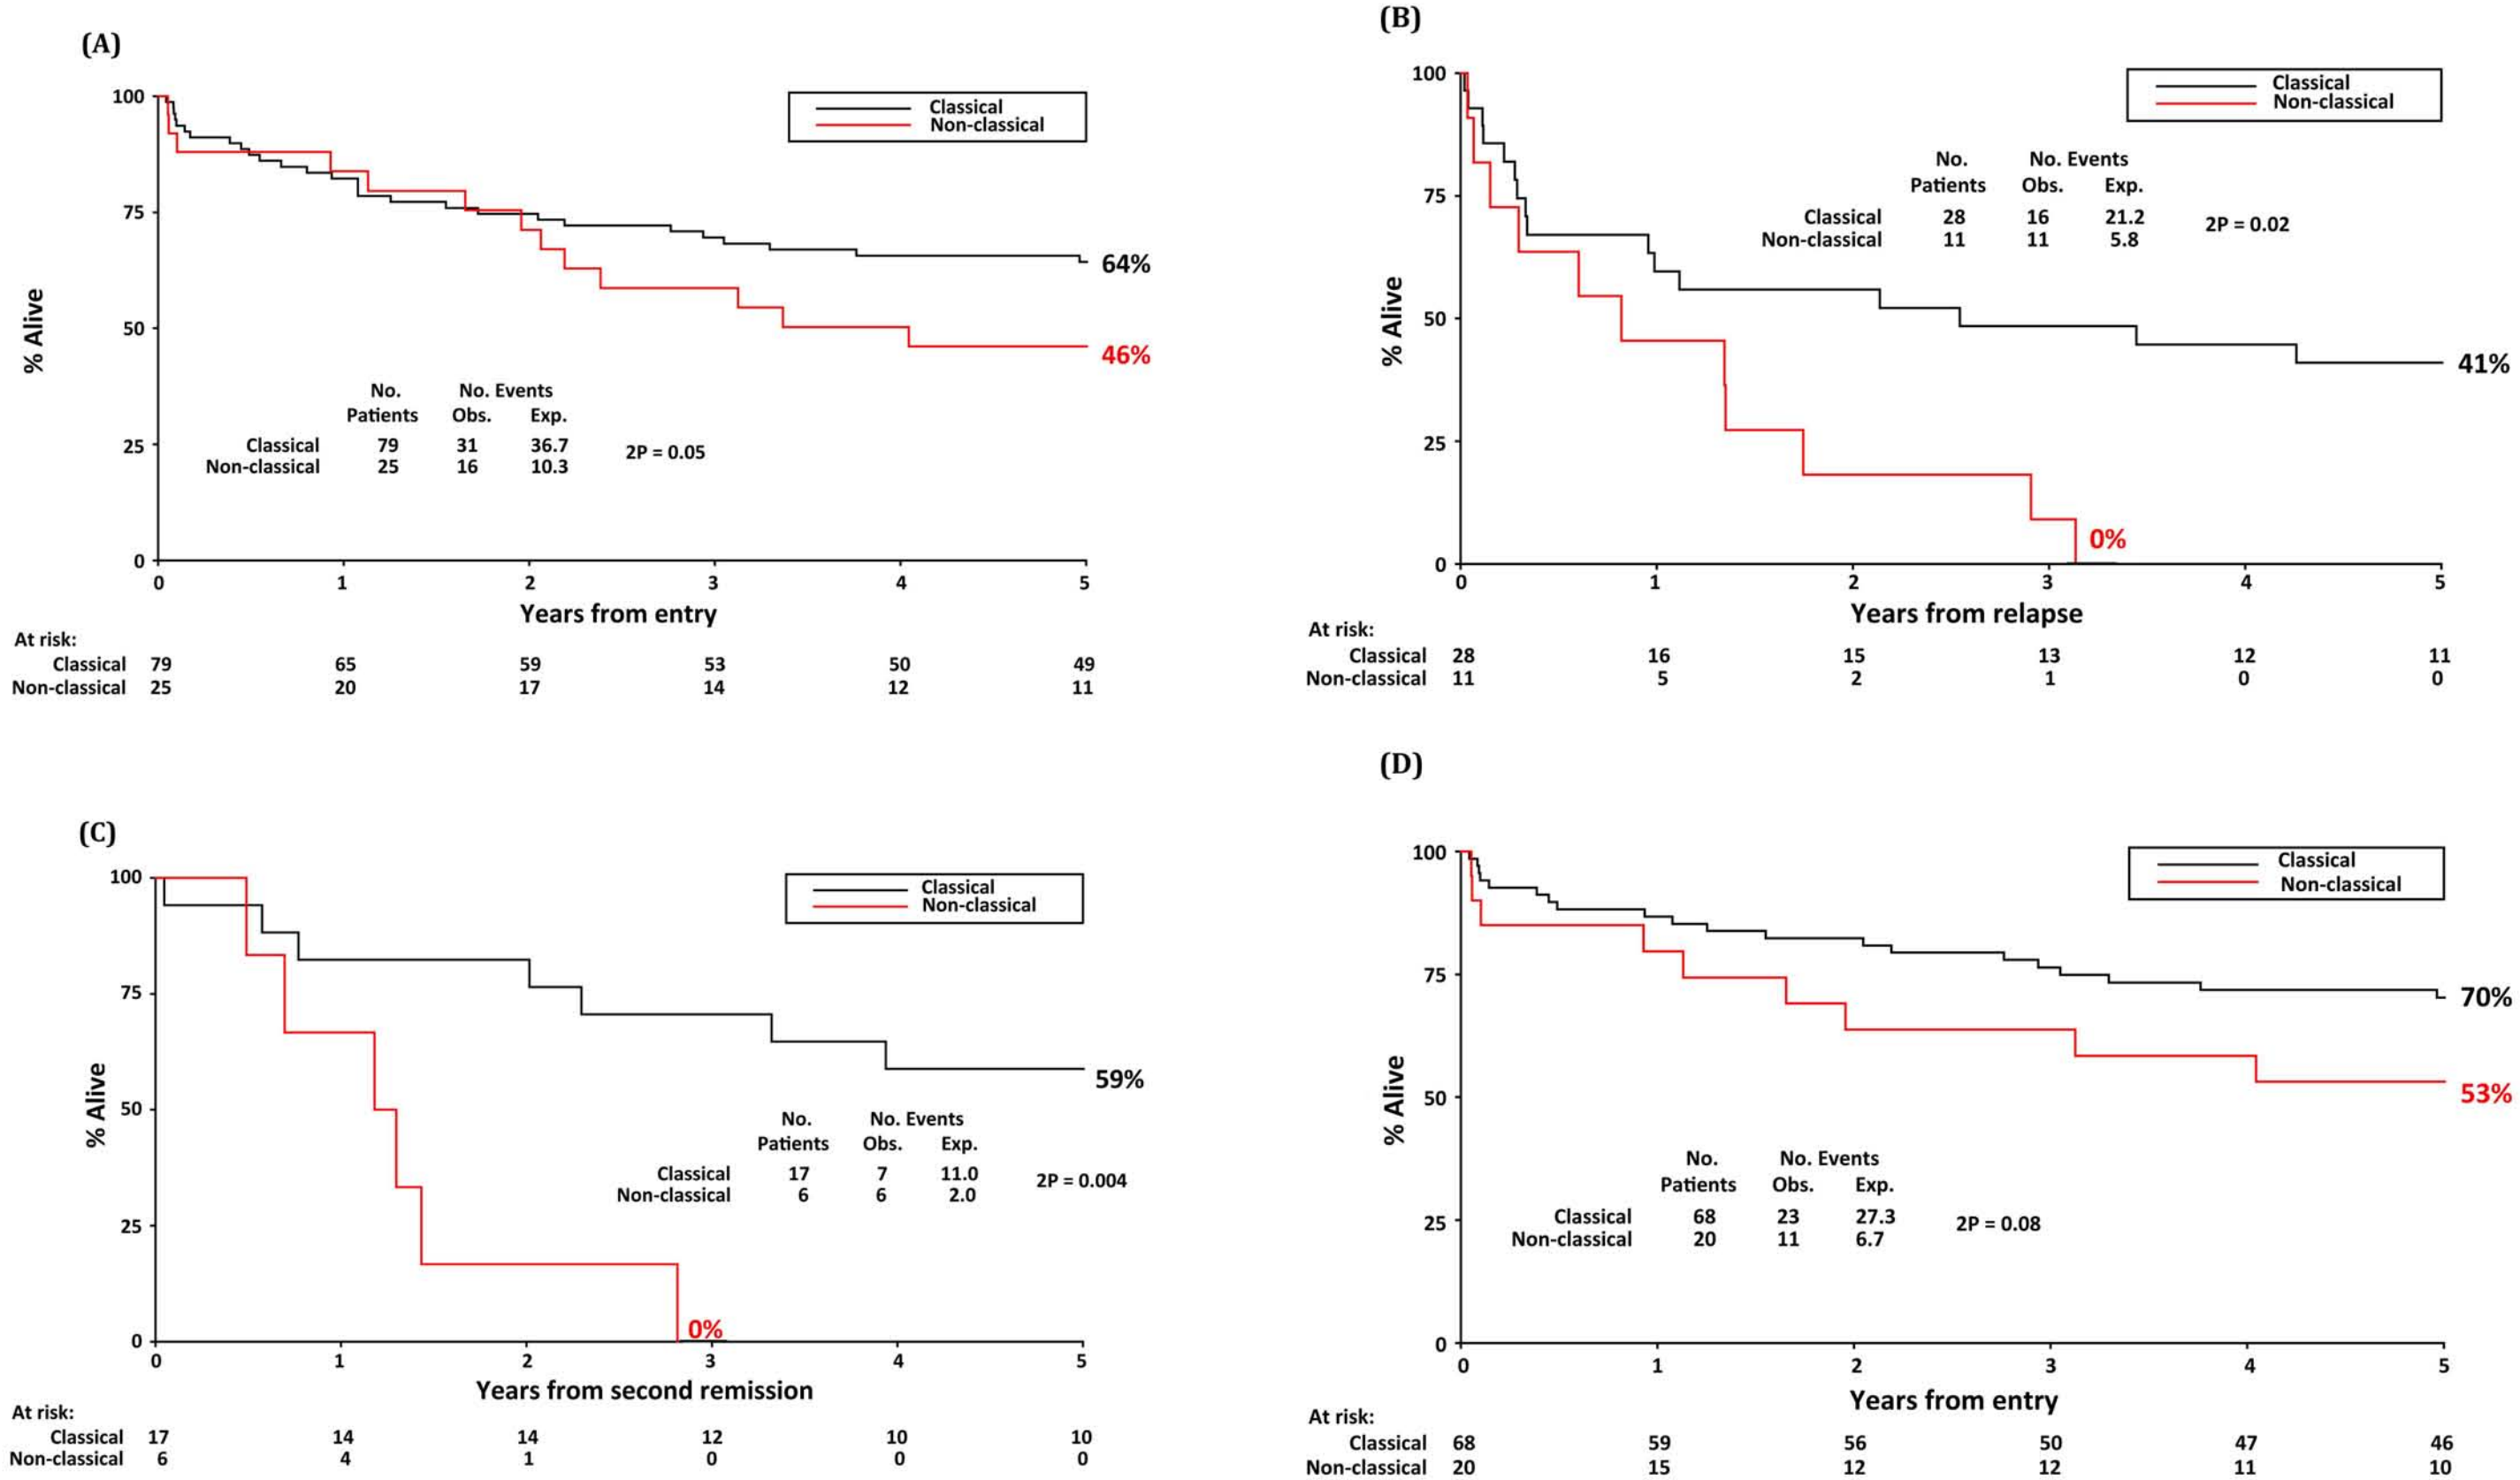 (A)
100
75
50
25
0
% Alive
Classical
Non-classical
64%
46%
No. No. Events
Patients Obs. Exp.
Classical 79 31 36.7
Non-classical 25 16 10.3
2P = 0.05
0 1 2 3 4 5
Years from entry
At risk:
Classical 79 65 59 53 50 49
Non-classical 25 20 17 14 12 11
(B)
100
75
50
25
0
% Alive
Classical
Non-classical
No. No. Events
Patients Obs. Exp.
Classical 28 16 21.2
Non-classical 11 11 5.8
2P = 0.02
41%
0%
0 1 2 3 4 5
Years from relapse
At risk:
Classical 28 16 15 13 12 11
Non-classical 11 5 2 1 0 0
(C)
100
75
50
25
0
% Alive
Classical
Non-classical
59%
No. No. Events
Patients Obs. Exp.
Classical 17 7 11.0
Non-classical 6 6 2.0
2P = 0.004
0%
0 1 2 3 4 5
Years from second remission
At risk:
Classical 17 14 14 12 10 10
Non-classical 6 4 1 0 0 0
(D)
100
75
50
25
0
% Alive
Classical
Non-classical
70%
53%
No. No. Events
Patients Obs. Exp.
Classical 68 23 27.3
Non-classical 20 11 6.7
2P = 0.08
0 1 2 3 4 5
Years from entry
At risk:
Classical 68 59 56 50 47 46
Non-classical 20 15 12 12 11 10